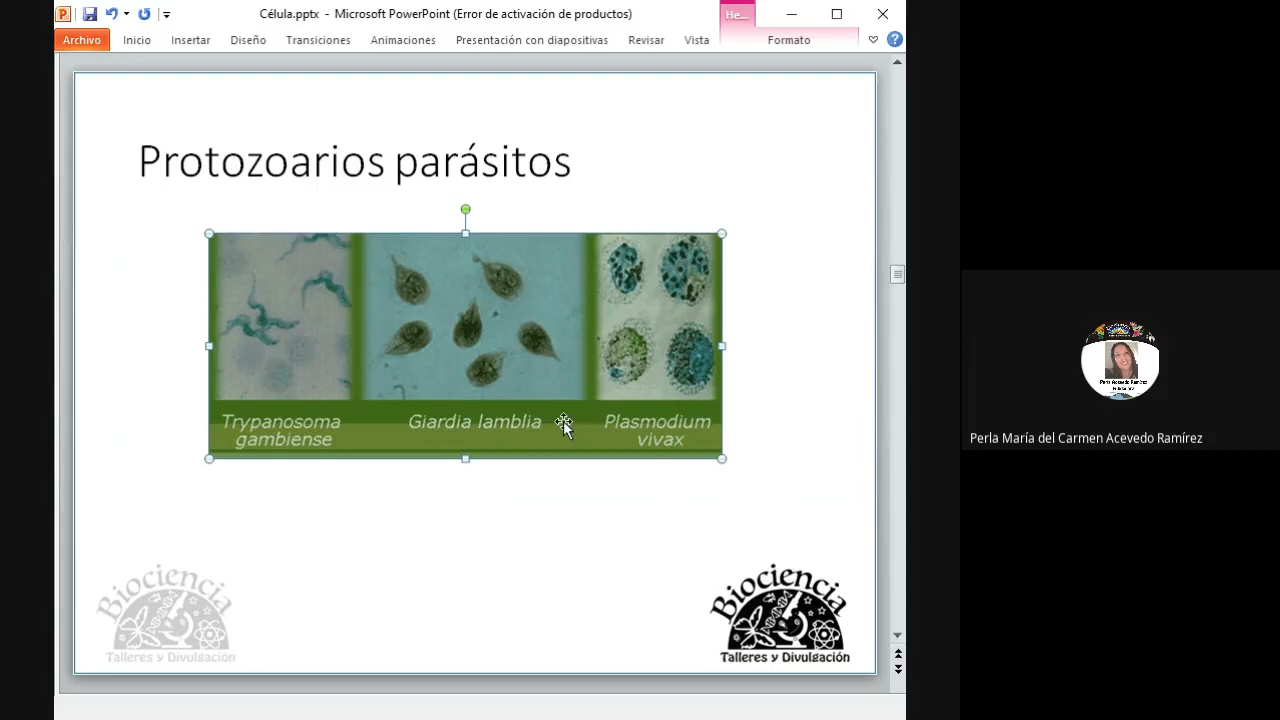 Célula.pptx - Microsoft PowerPoint (Error de activación de productos)
He...
Archivo Inicio Insertar Diseño Transiciones Animaciones Presentación con diapositivas Revisar Vista Formato
Protozoarios parásitos
Trypanosoma gambiense
Giardia lamblia
Plasmodium vivax
Perla María del Carmen Acevedo Ramírez
Biociencia
Talleres y Divulgación
Biociencia
Talleres y Divulgación